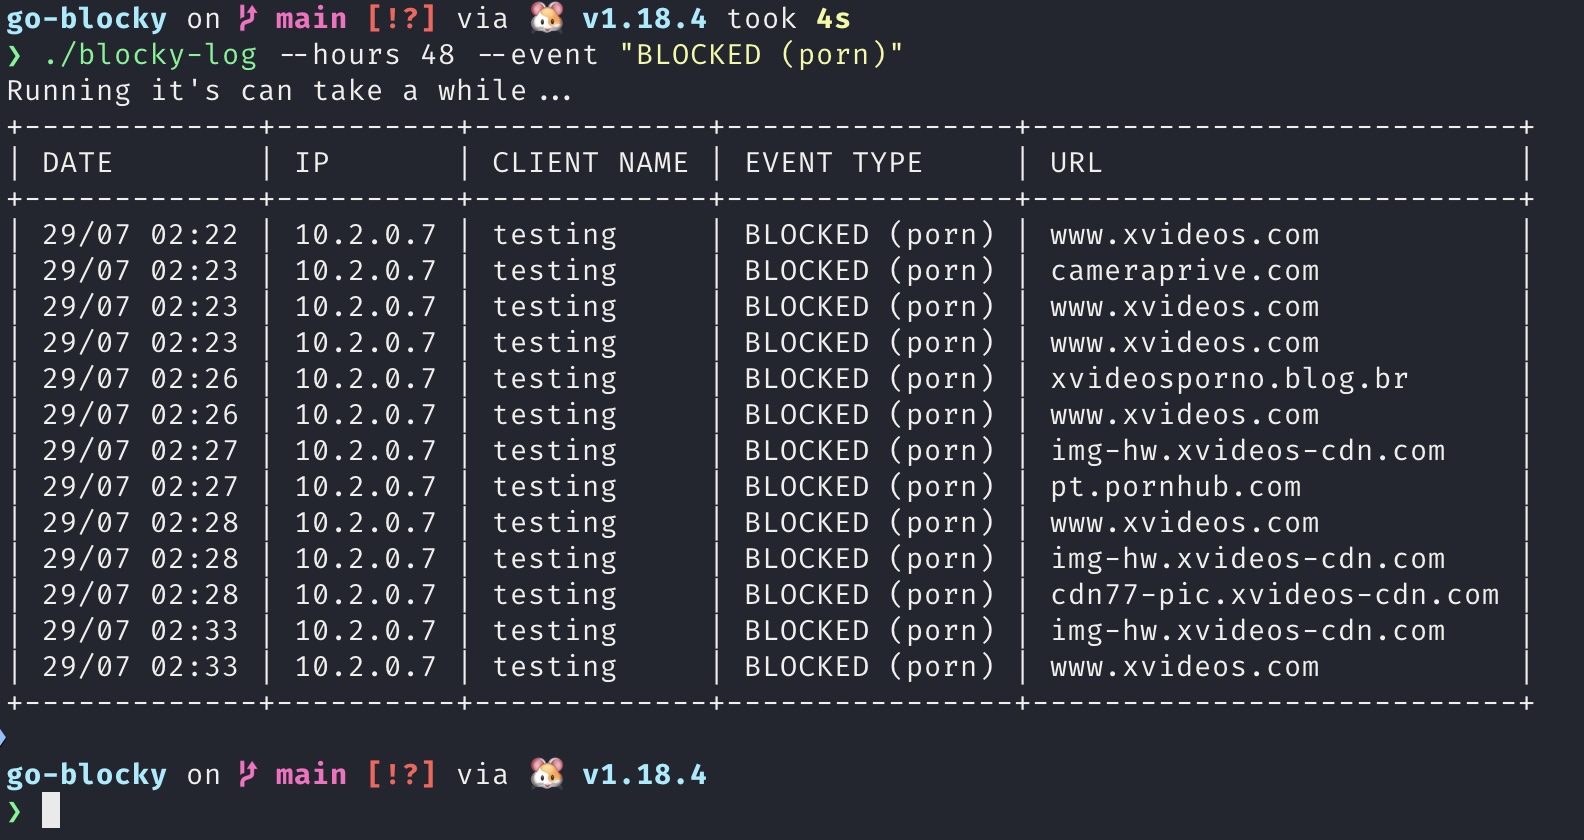 go-blocky on main [!?] via 🐹 v1.18.4 took 4s
❯ ./blocky-log --hours 48 --event "BLOCKED (porn)"
Running it's can take a while...
+-------------+----------+-------------+----------------+---------------------------+
| DATE | IP | CLIENT NAME | EVENT TYPE | URL |
+-------------+----------+-------------+----------------+---------------------------+
| 29/07 02:22 | 10.2.0.7 | testing | BLOCKED (porn) | www.xvideos.com |
| 29/07 02:23 | 10.2.0.7 | testing | BLOCKED (porn) | cameraprive.com |
| 29/07 02:23 | 10.2.0.7 | testing | BLOCKED (porn) | www.xvideos.com |
| 29/07 02:23 | 10.2.0.7 | testing | BLOCKED (porn) | www.xvideos.com |
| 29/07 02:26 | 10.2.0.7 | testing | BLOCKED (porn) | xvideosporno.blog.br |
| 29/07 02:26 | 10.2.0.7 | testing | BLOCKED (porn) | www.xvideos.com |
| 29/07 02:27 | 10.2.0.7 | testing | BLOCKED (porn) | img-hw.xvideos-cdn.com |
| 29/07 02:27 | 10.2.0.7 | testing | BLOCKED (porn) | pt.pornhub.com |
| 29/07 02:28 | 10.2.0.7 | testing | BLOCKED (porn) | www.xvideos.com |
| 29/07 02:28 | 10.2.0.7 | testing | BLOCKED (porn) | img-hw.xvideos-cdn.com |
| 29/07 02:28 | 10.2.0.7 | testing | BLOCKED (porn) | cdn77-pic.xvideos-cdn.com |
| 29/07 02:33 | 10.2.0.7 | testing | BLOCKED (porn) | img-hw.xvideos-cdn.com |
| 29/07 02:33 | 10.2.0.7 | testing | BLOCKED (porn) | www.xvideos.com |
+-------------+----------+-------------+----------------+---------------------------+
go-blocky on main [!?] via 🐹 v1.18.4
❯